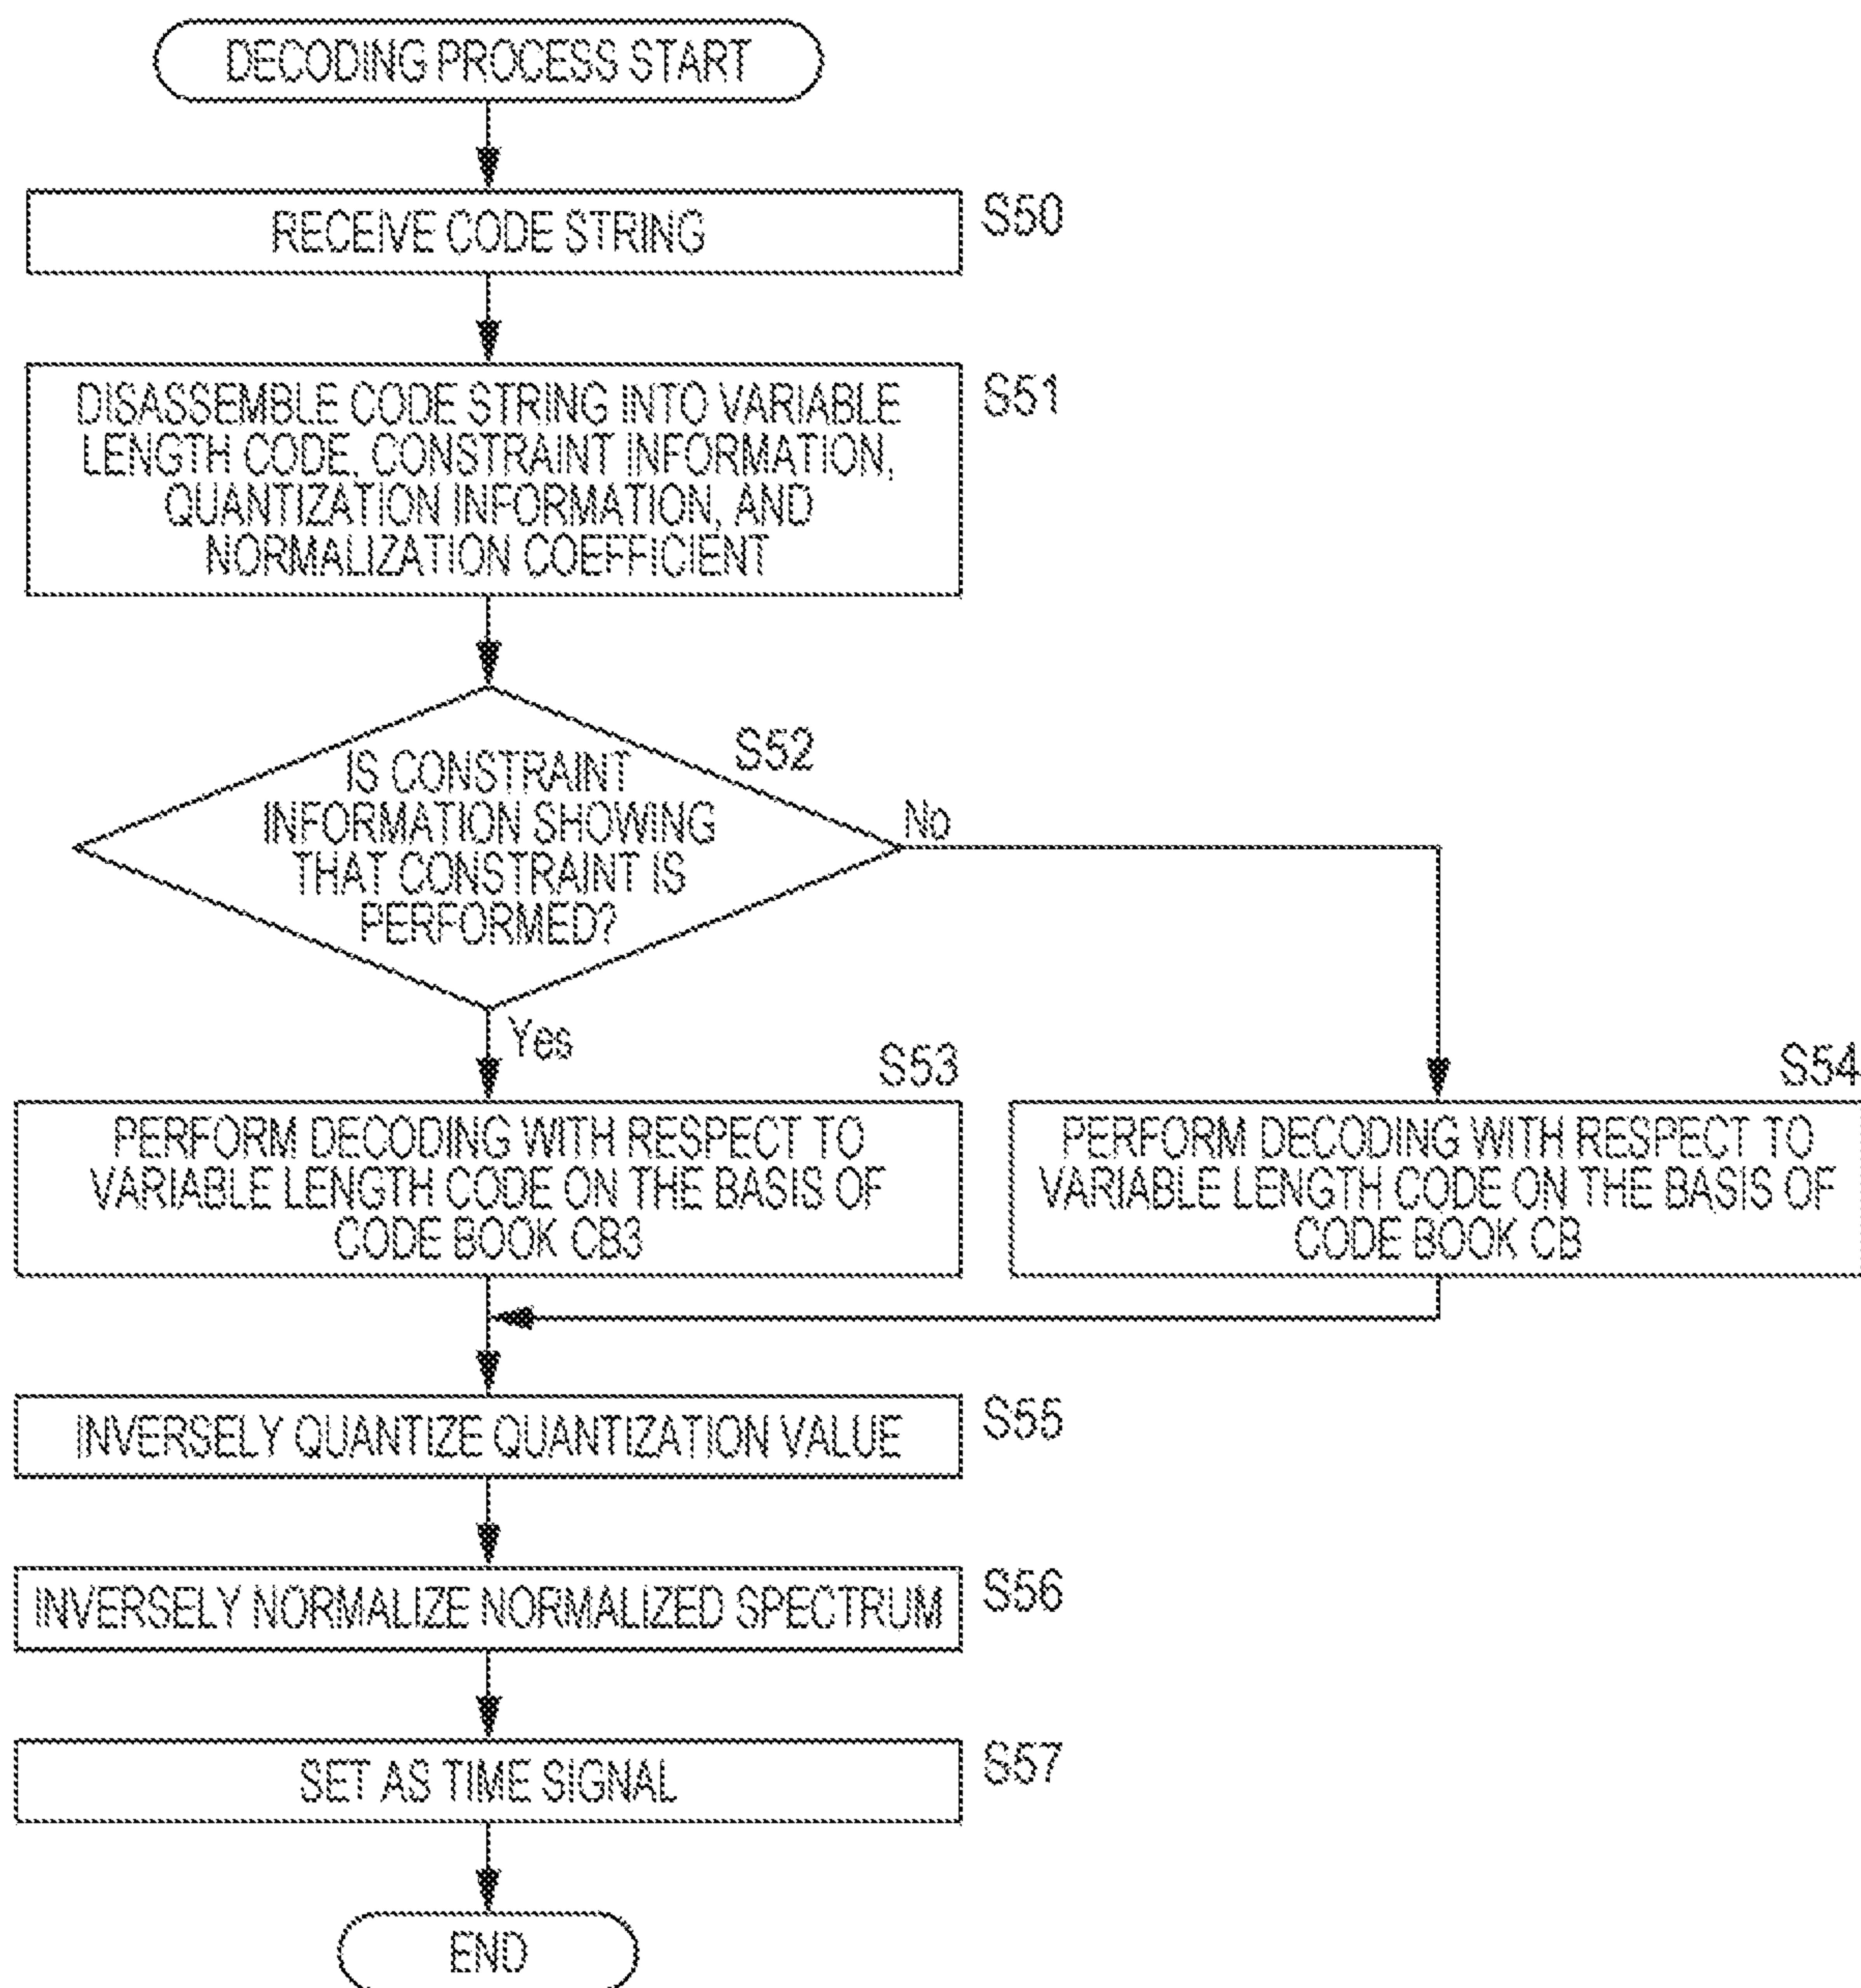 DECODING PROCESS START
RECEIVE CODE STRING
S50
DISASSEMBLE CODE STRING INTO VARIABLE
LENGTH CODE, CONSTRAINT INFORMATION,
QUANTIZATION INFORMATION, AND
NORMALIZATION COEFFICIENT
S51
S52
IS CONSTRAINT
INFORMATION SHOWING
THAT CONSTRAINT IS
PERFORMED?
No
Yes
S53
PERFORM DECODING WITH RESPECT TO
VARIABLE LENGTH CODE ON THE BASIS OF
CODE BOOK CB3
S54
PERFORM DECODING WITH RESPECT TO
VARIABLE LENGTH CODE ON THE BASIS OF
CODE BOOK CB
INVERSELY QUANTIZE QUANTIZATION VALUE
S55
INVERSELY NORMALIZE NORMALIZED SPECTRUM
S56
SET AS TIME SIGNAL
S57
END